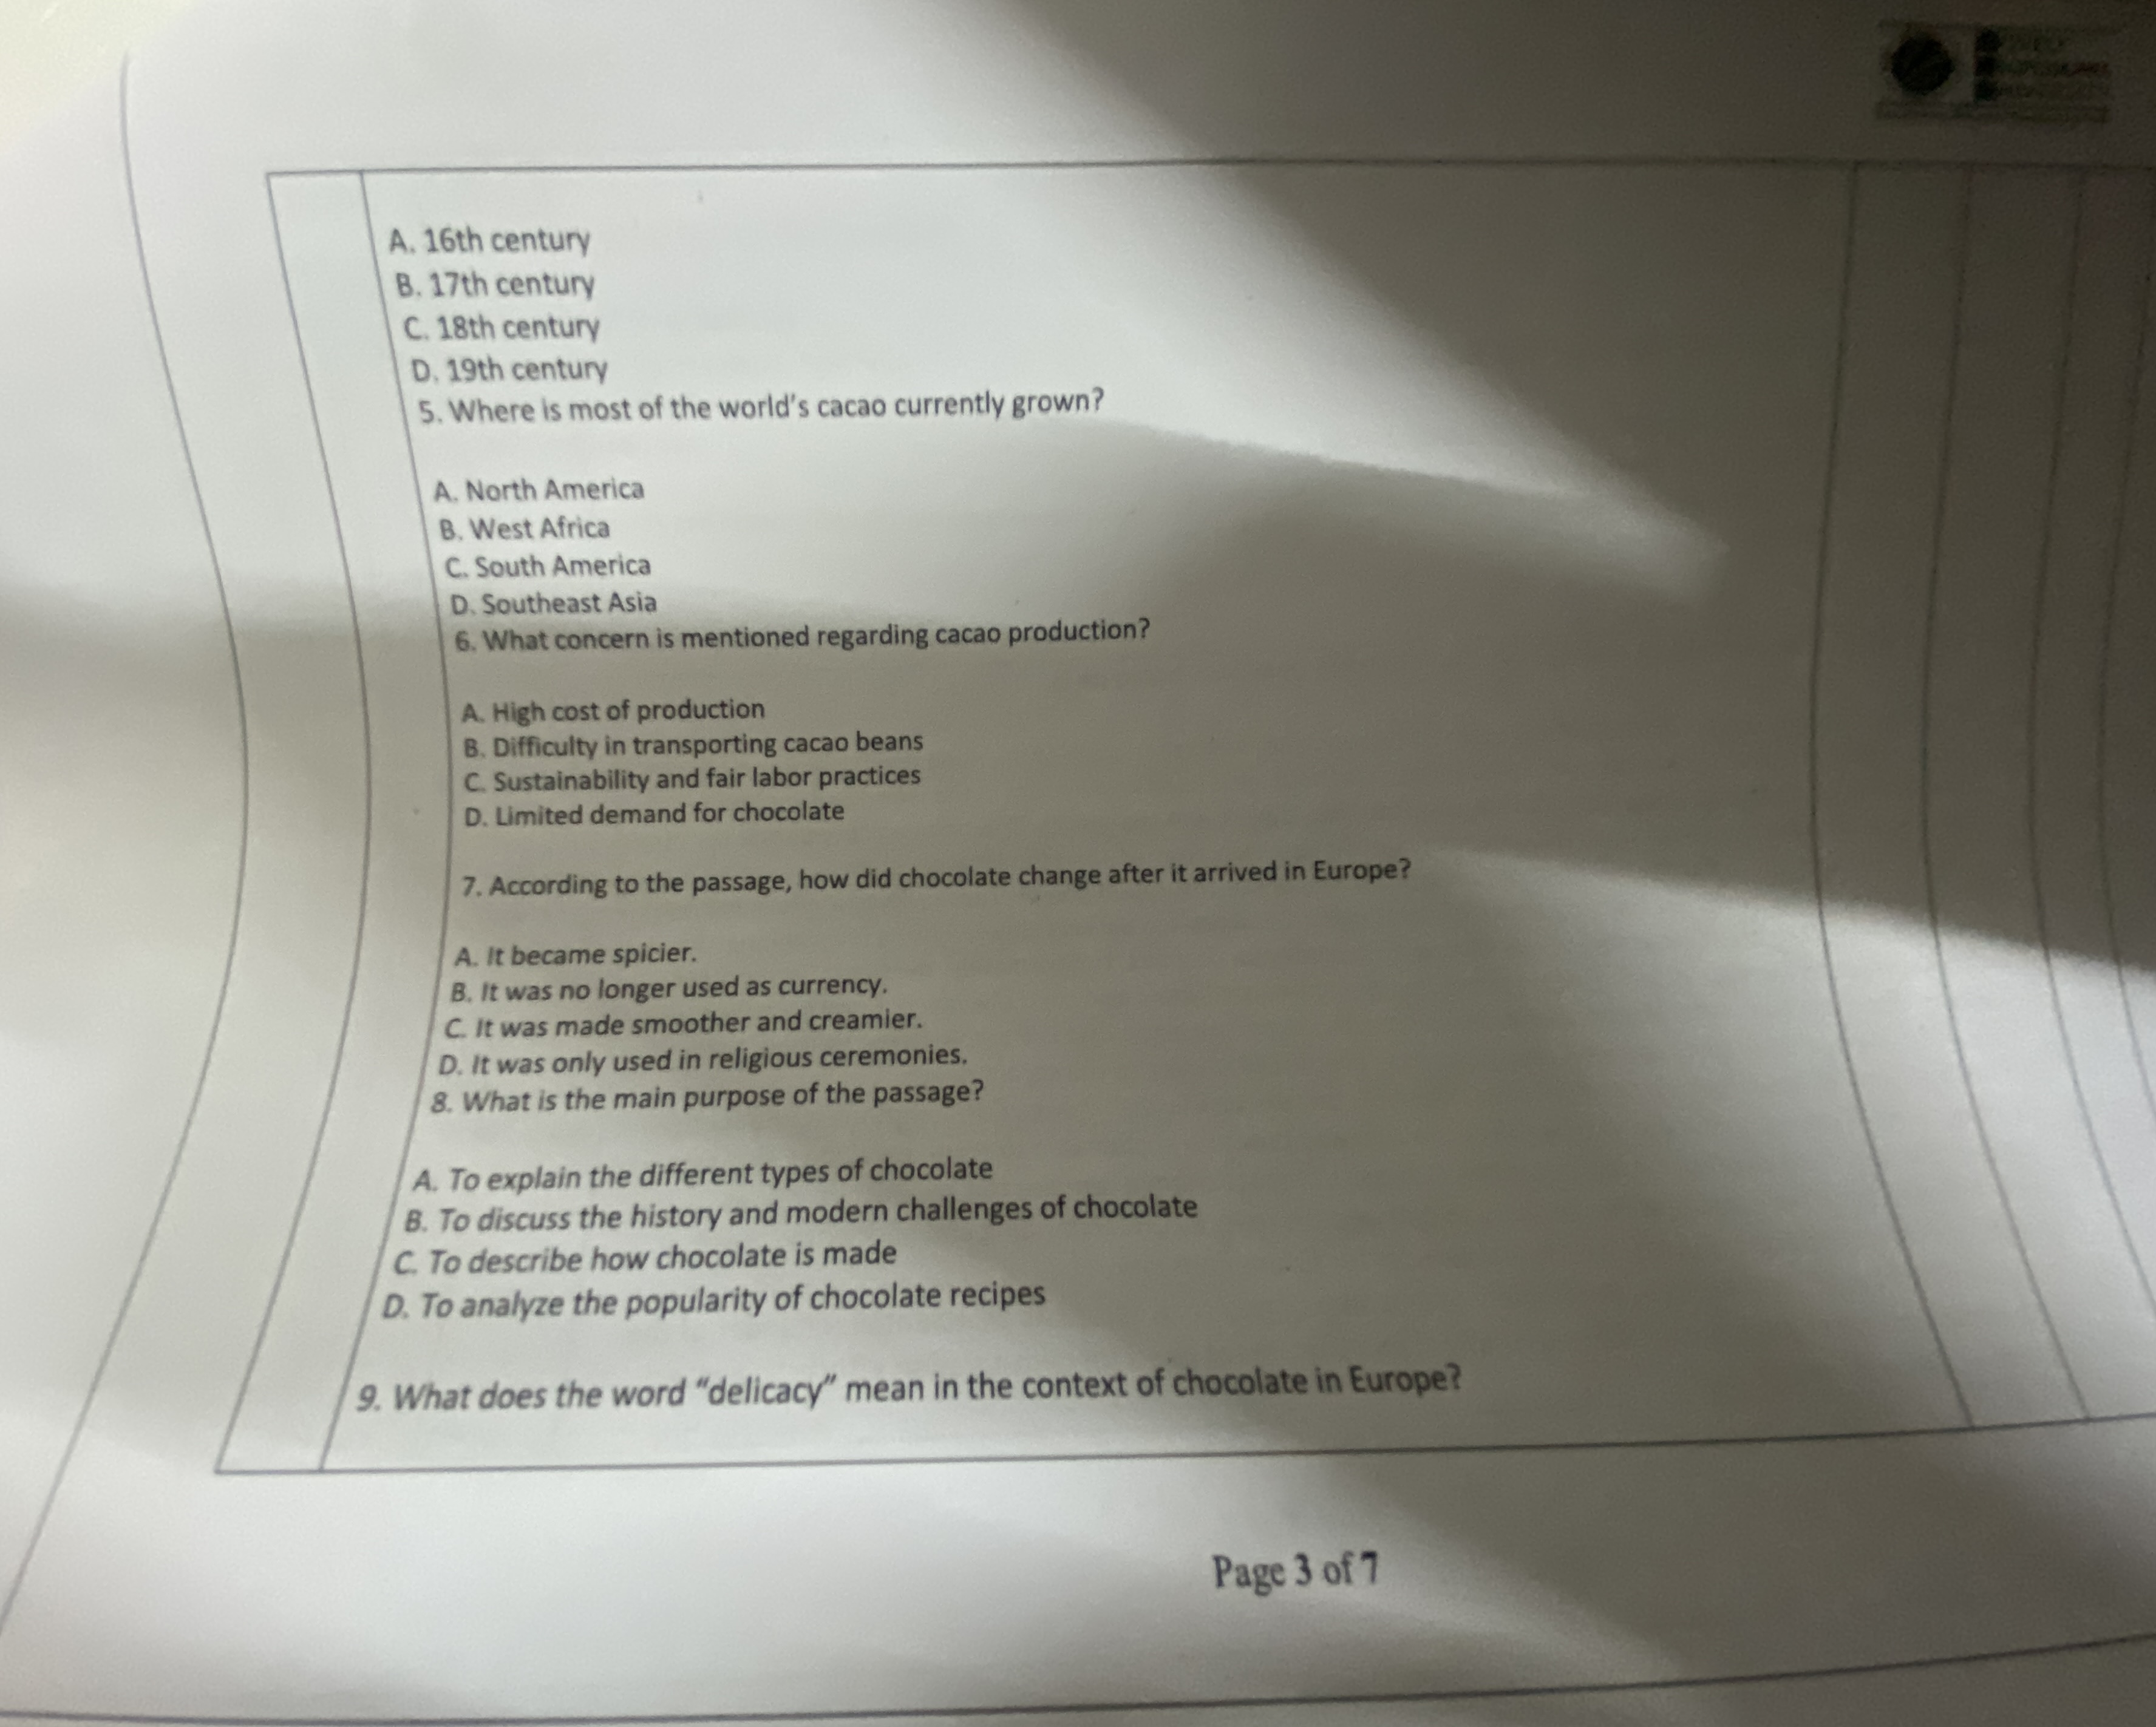 A. 16th century
B. 17th century
C. 18th century
D. 19th century
5. Where is most of the world's cacao currently grown?
A. North America
B. West Africa
C. South America
D. Southeast Asia
6. What concern is mentioned regarding cacao production?
A. High cost of production
B. Difficulty in transporting cacao beans
C. Sustainability and fair labor practices
D. Limited demand for chocolate
7. According to the passage, how did chocolate change after it arrived in Europe?
A. It became spicier.
B. It was no longer used as currency.
C. It was made smoother and creamier.
D. It was only used in religious ceremonies.
8. What is the main purpose of the passage?
A. To explain the different types of chocolate
B. To discuss the history and modern challenges of chocolate
C. To describe how chocolate is made
D. To analyze the popularity of chocolate recipes
9. What does the word “delicacy” mean in the context of chocolate in Europe?
Page 3 of 7